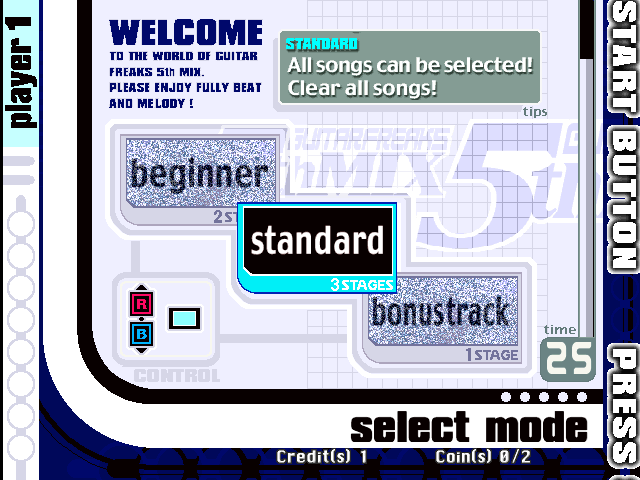 player 1
WELCOME
TO THE WORLD OF GUITAR
FREAKS 5th MIX.
PLEASE ENJOY FULLY BEAT
AND MELODY !
STANDARD
All songs can be selected!
Clear all songs!
tips
GUITARFREAKS
5th
beginner
standard
3 STAGES
bonustrack
1 STAGE
R
B
CONTROL
time
25
select mode
Credit(s) 1
Coin(s) 0/2
START BUTTON
PRESS